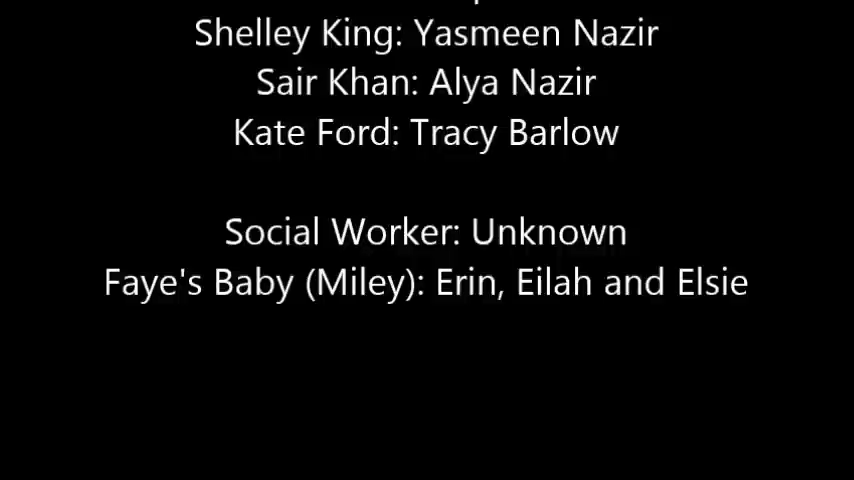 Shelley King: Yasmeen Nazir
Sair Khan: Alya Nazir
Kate Ford: Tracy Barlow
Social Worker: Unknown
Faye's Baby (Miley): Erin, Eilah and Elsie